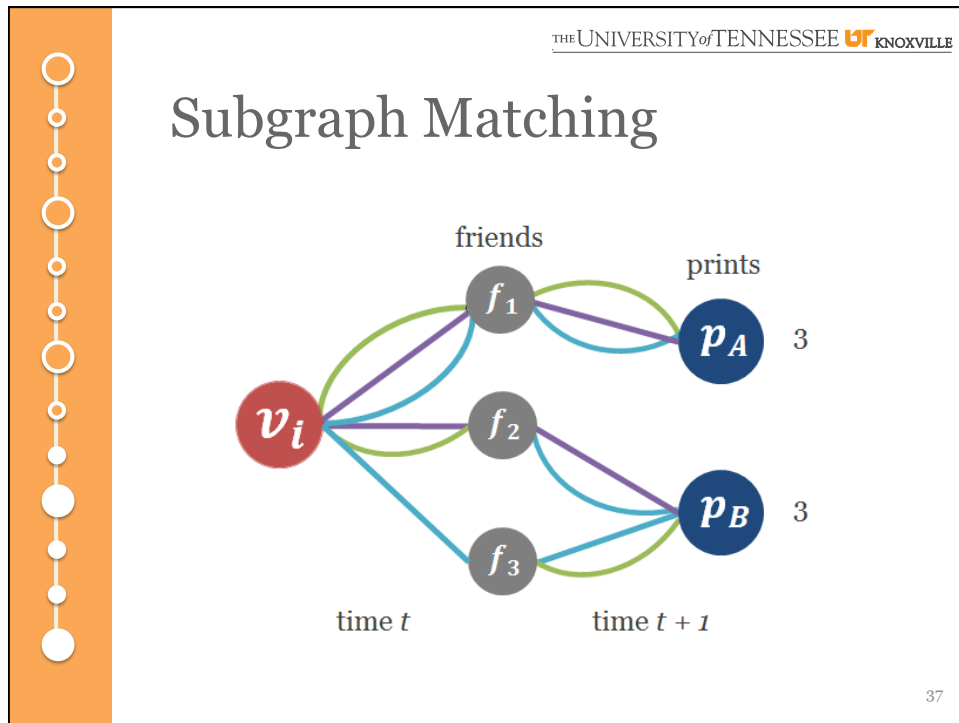 THE UNIVERSITY of TENNESSEE UT KNOXVILLE
Subgraph Matching
friends
prints
f1
pA
3
vi
f2
pB
3
f3
time t
time t + 1
37